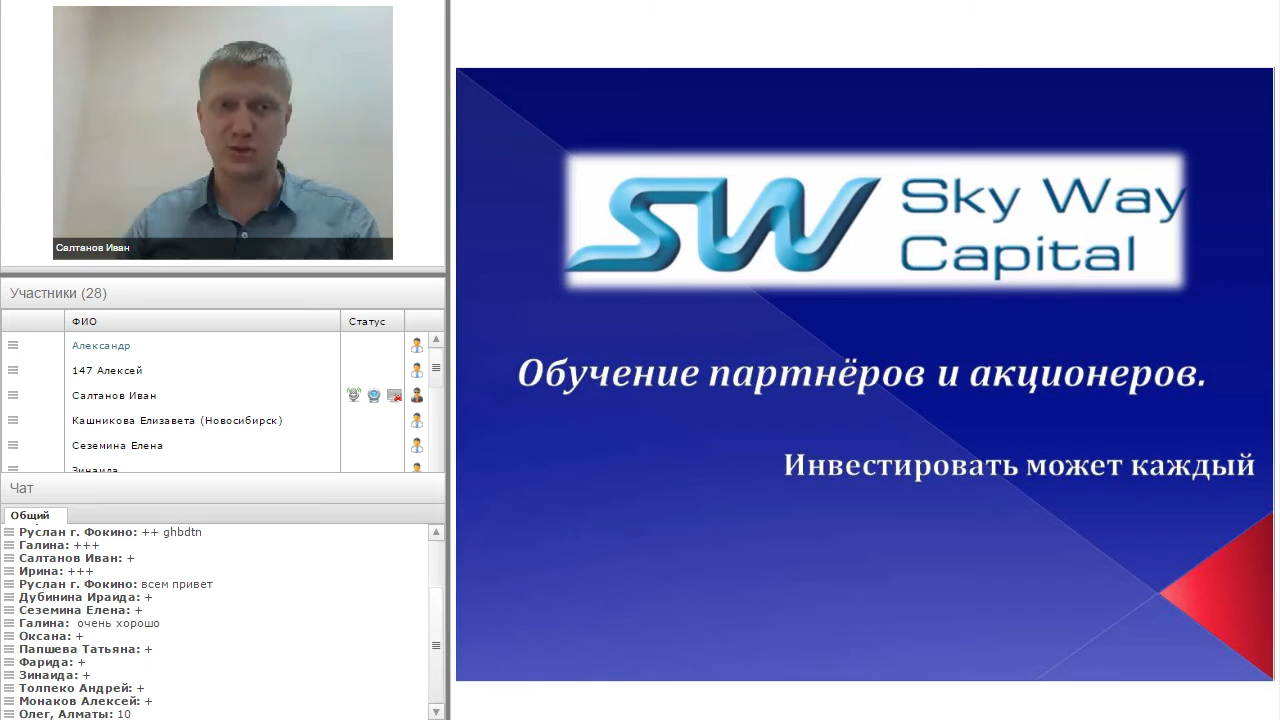 Салтанов Иван
Участники (28)
ФИО
Статус
Александр
147 Алексей
Салтанов Иван
Кашникова Елизавета (Новосибирск)
Сеземина Елена
Зинаида
Чат
Общий
Руслан г. Фокино: ++ ghbdtn
Галина: +++
Салтанов Иван: +
Ирина: +++
Руслан г. Фокино: всем привет
Дубинина Ираида: +
Сеземина Елена: +
Галина: очень хорошо
Оксана: +
Папшева Татьяна: +
Фарида: +
Зинаида: +
Толпеко Андрей: +
Монаков Алексей: +
Олег, Алматы: 10
SW Sky Way
Capital
Обучение партнёров и акционеров.
Инвестировать может каждый